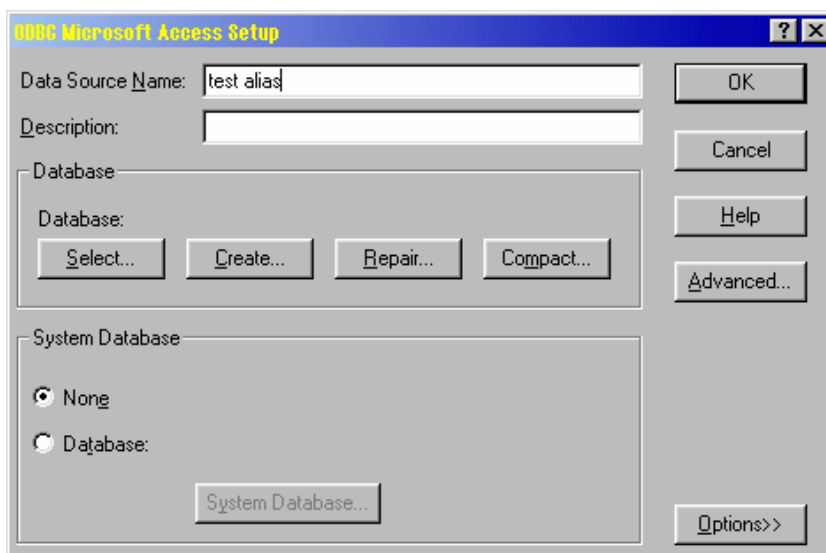 ODBC Microsoft Access Setup
Data Source Name: test alias
OK
Description:
Cancel
Database
Database:
Select... Create... Repair... Compact...
Help
Advanced...
System Database
None
Database:
System Database...
Options>>